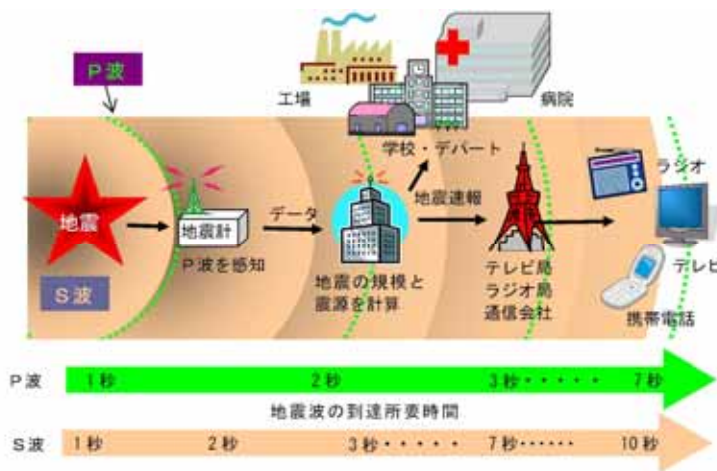 P波
工場
病院
学校・デパート
地震
地震計
データ
地震速報
ラジオ
P波を感知
S波
地震の規模と
震源を計算
テレビ局
ラジオ局
通信会社
テレビ
携帯電話
P波 1秒 2秒 3秒・・・・・ 7秒
地震波の到達所要時間
S波 1秒 2秒 3秒・・・・・ 7秒・・・・・・ 10秒